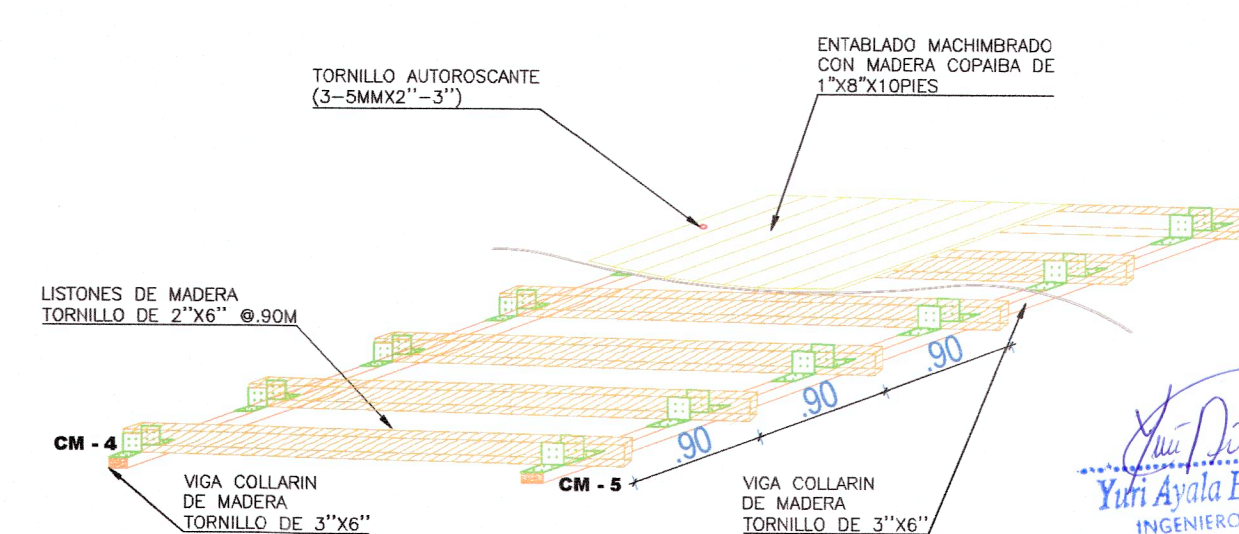 ENTABLADO MACHIMBRADO
CON MADERA COPAIBA DE
1"X8"X10PIES
TORNILLO AUTOROSCANTE
(3-5MMX2''-3'')
LISTONES DE MADERA
TORNILLO DE 2''X6'' @.90M
.90
.90
.90
CM - 4
CM - 5
VIGA COLLARIN
DE MADERA
TORNILLO DE 3''X6''
VIGA COLLARIN
DE MADERA
TORNILLO DE 3''X6''
Yuri Ayala
INGENIERO